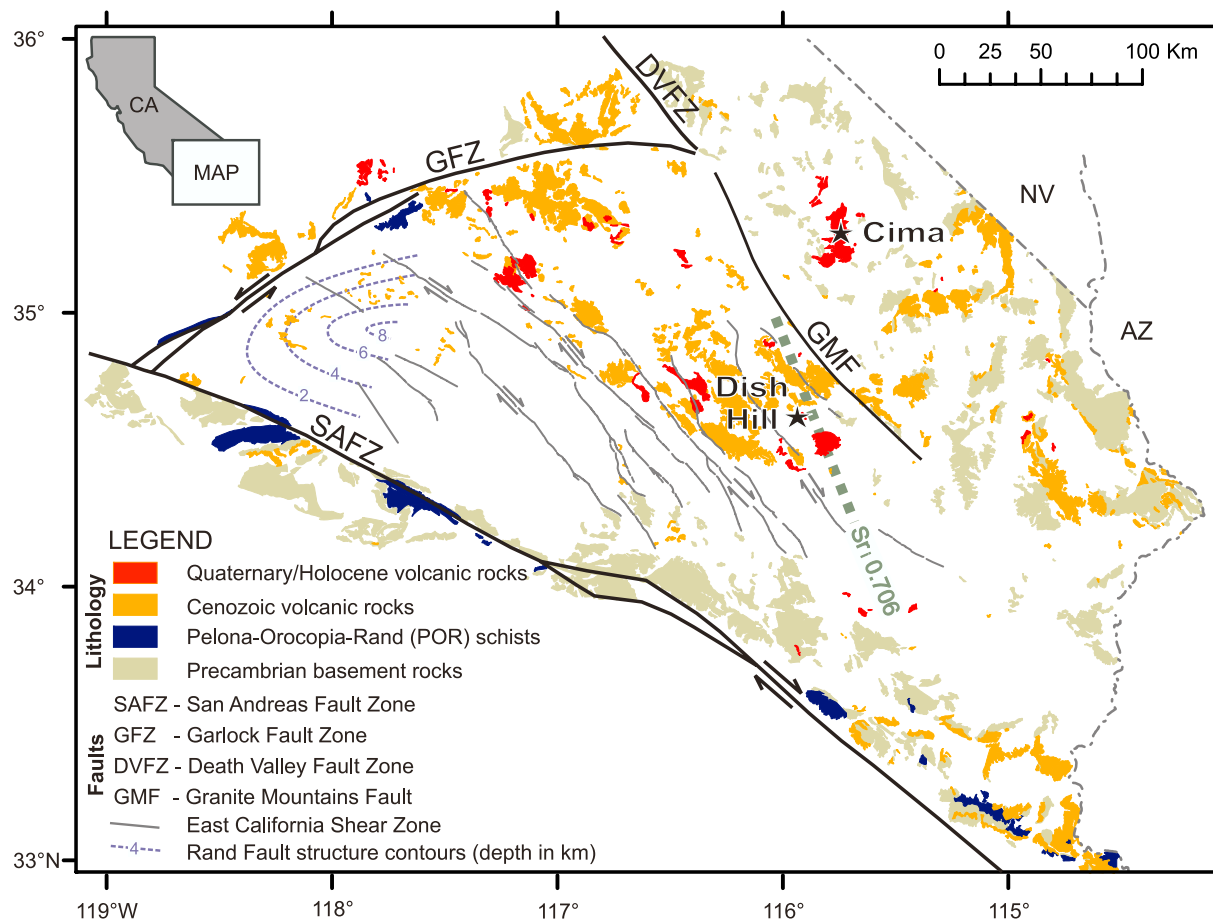 36°
35°
34°
33°N
119°W
118°
117°
116°
115°
0 25 50 100 Km
CA
MAP
DVFZ
GFZ
NV
Cima
AZ
GMF
8
6
4
2
Dish
Hill
SAFZ
Sri 0.706
LEGEND
Lithology
Quaternary/Holocene volcanic rocks
Cenozoic volcanic rocks
Pelona-Orocopia-Rand (POR) schists
Precambrian basement rocks
Faults
SAFZ - San Andreas Fault Zone
GFZ - Garlock Fault Zone
DVFZ - Death Valley Fault Zone
GMF - Granite Mountains Fault
East California Shear Zone
4 Rand Fault structure contours (depth in km)